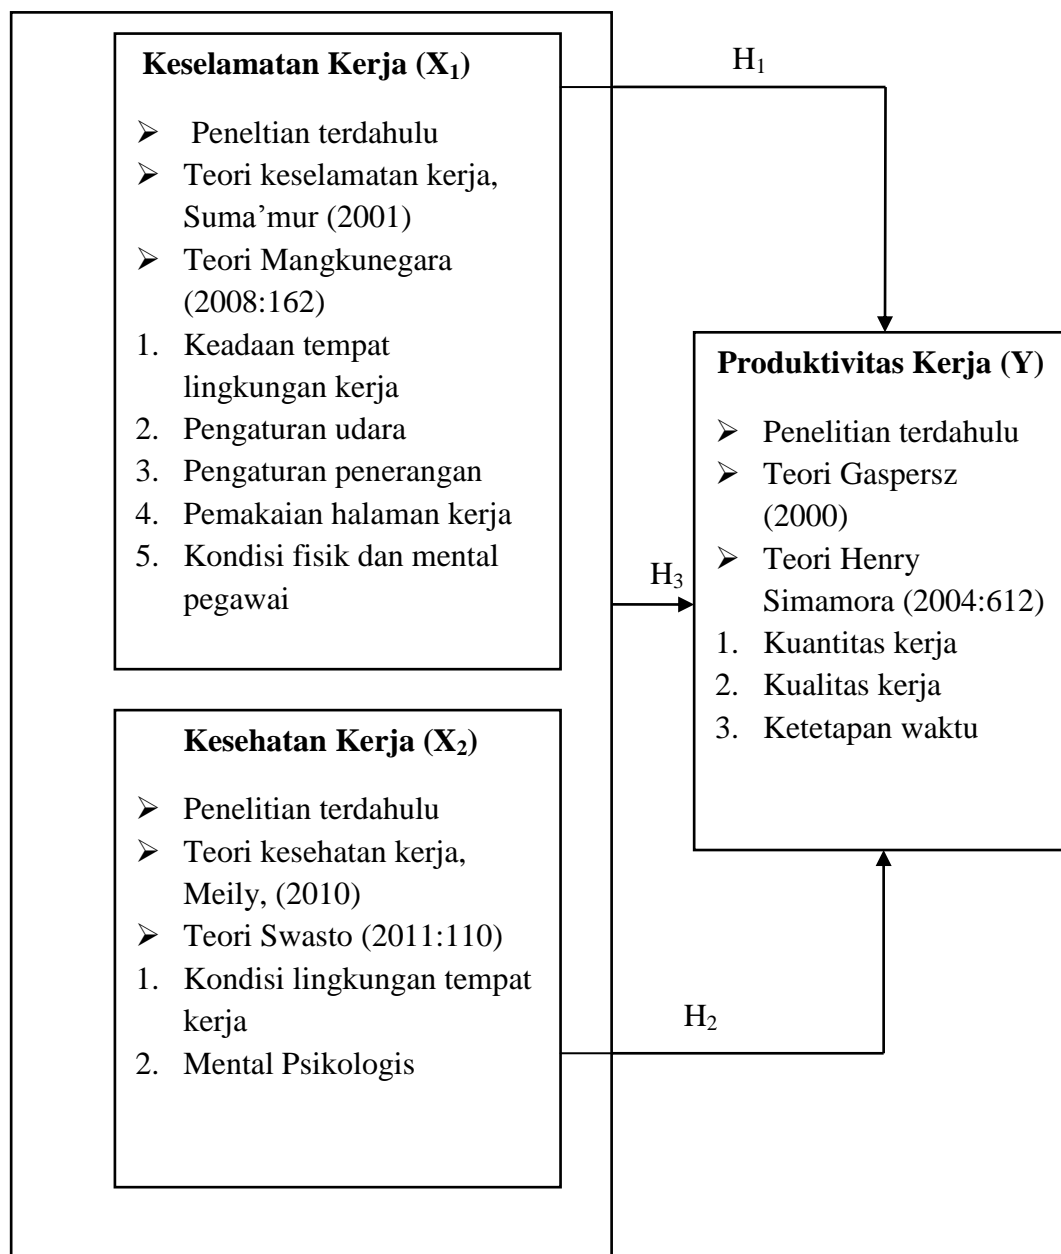 Keselamatan Kerja (X₁)
➢ Peneltian terdahulu
➢ Teori keselamatan kerja,
Suma’mur (2001)
➢ Teori Mangkunegara
(2008:162)
1. Keadaan tempat
lingkungan kerja
2. Pengaturan udara
3. Pengaturan penerangan
4. Pemakaian halaman kerja
5. Kondisi fisik dan mental
pegawai
Kesehatan Kerja (X₂)
➢ Penelitian terdahulu
➢ Teori kesehatan kerja,
Meily, (2010)
➢ Teori Swasto (2011:110)
1. Kondisi lingkungan tempat
kerja
2. Mental Psikologis
H₁
H₃
H₂
Produktivitas Kerja (Y)
➢ Penelitian terdahulu
➢ Teori Gaspersz
(2000)
➢ Teori Henry
Simamora (2004:612)
1. Kuantitas kerja
2. Kualitas kerja
3. Ketetapan waktu